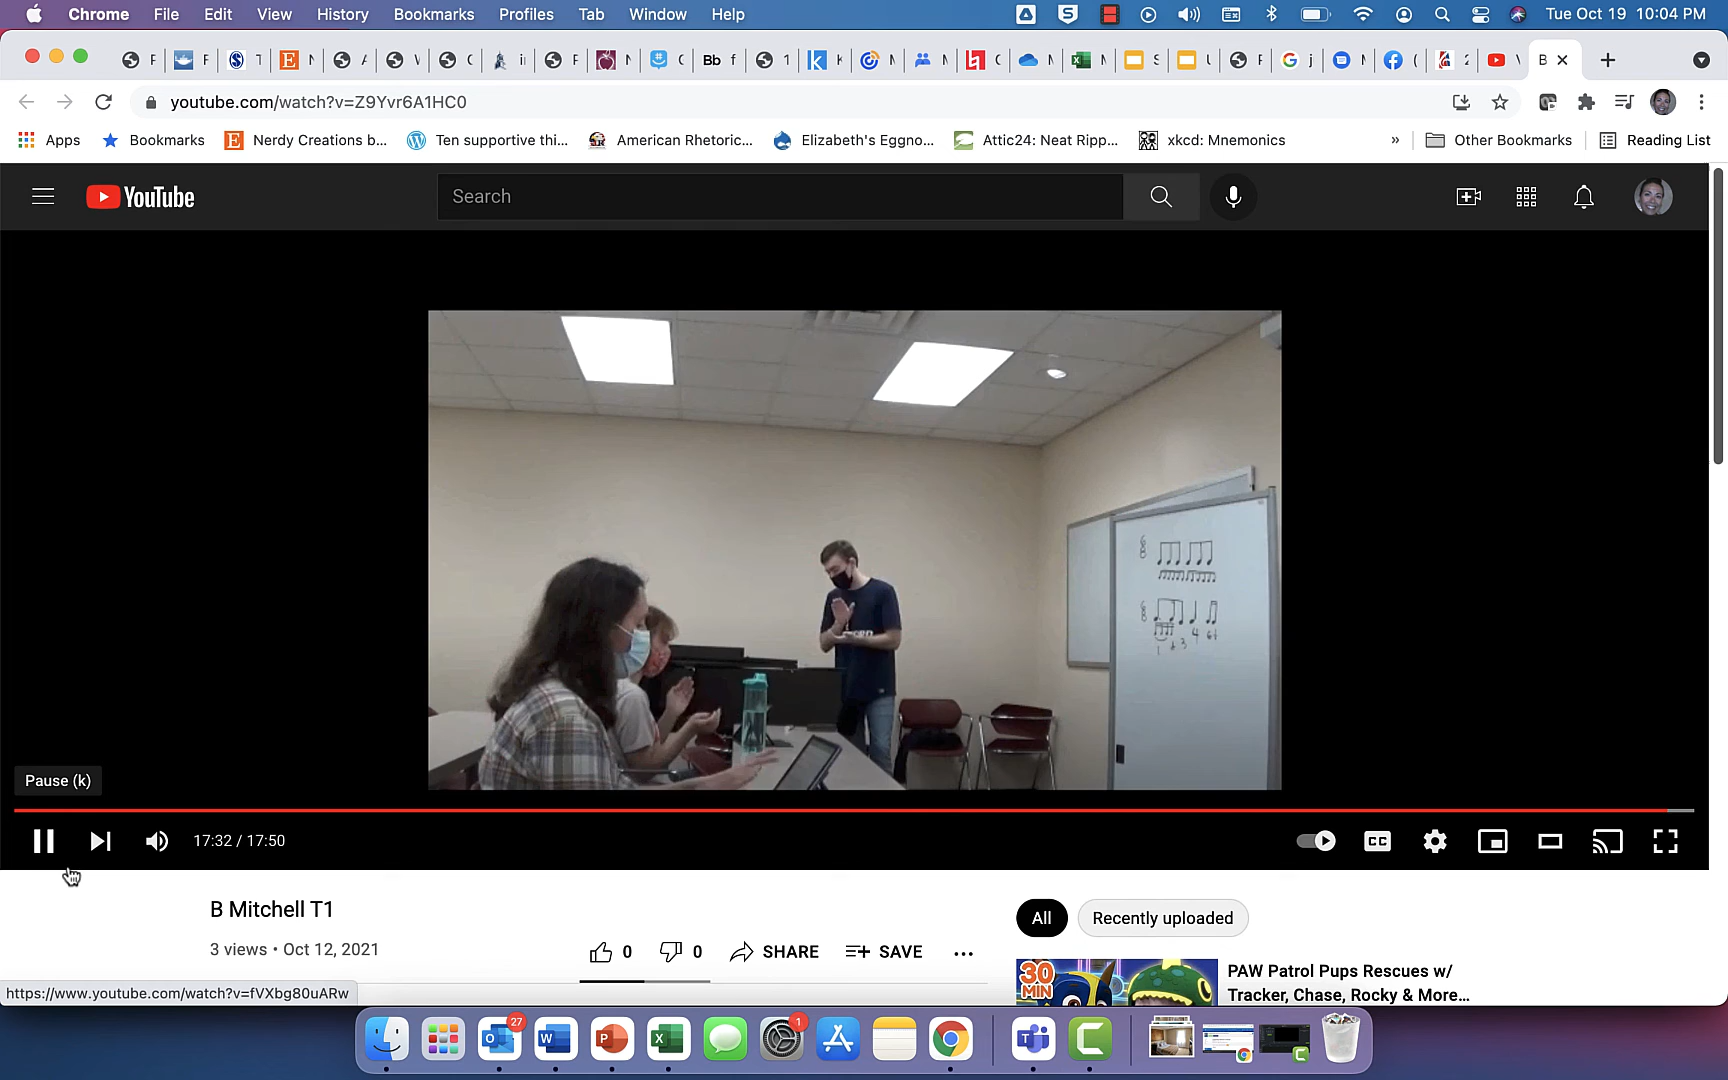 Chrome File Edit View History Bookmarks Profiles Tab Window Help Tue Oct 19 10:04 PM
youtube.com/watch?v=Z9Yvr6A1HC0
Apps Bookmarks Nerdy Creations b... Ten supportive thi... American Rhetoric... Elizabeth's Eggno... Attic24: Neat Ripp... xkcd: Mnemonics » Other Bookmarks Reading List
YouTube Search
Pause (k)
17:32 / 17:50
CC
B Mitchell T1
3 views • Oct 12, 2021
0 0 SHARE SAVE
All Recently uploaded
30 MIN
PAW Patrol Pups Rescues w/
Tracker, Chase, Rocky & More...
https://www.youtube.com/watch?v=fVXbg80uARw
27
1